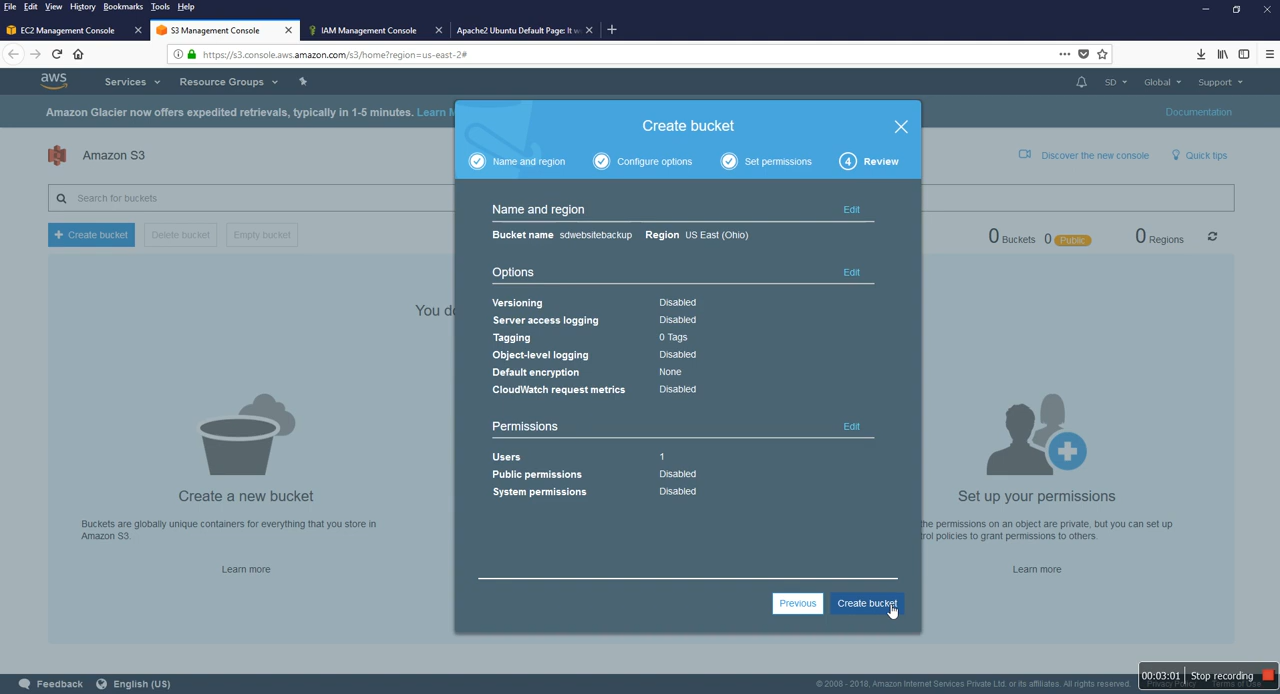 File Edit View History Bookmarks Tools Help
EC2 Management Console
S3 Management Console
IAM Management Console
Apache2 Ubuntu Default Page: It w
https://s3.console.aws.amazon.com/s3/home?region=us-east-2#
aws
Services
Resource Groups
SD
Global
Support
Amazon Glacier now offers expedited retrievals, typically in 1-5 minutes. Learn M
Documentation
Create bucket
Amazon S3
Discover the new console
Quick tips
Name and region
Configure options
Set permissions
4 Review
Search for buckets
+ Create bucket
Delete bucket
Empty bucket
0 Buckets 0 Public
0 Regions
Name and region Edit
Bucket name sdwebsitebackup Region US East (Ohio)
Options Edit
Versioning Disabled
Server access logging Disabled
Tagging 0 Tags
Object-level logging Disabled
Default encryption None
CloudWatch request metrics Disabled
Permissions Edit
Users 1
Public permissions Disabled
System permissions Disabled
Previous
Create bucket
You do
Create a new bucket
Buckets are globally unique containers for everything that you store in
Amazon S3.
Learn more
Set up your permissions
the permissions on an object are private, but you can set up
rol policies to grant permissions to others.
Learn more
Feedback
English (US)
© 2008 - 2018, Amazon Internet Services Private Ltd. or its affiliates. All rights reserved.
Privacy Policy
Terms of Use
00:03:01 Stop recording